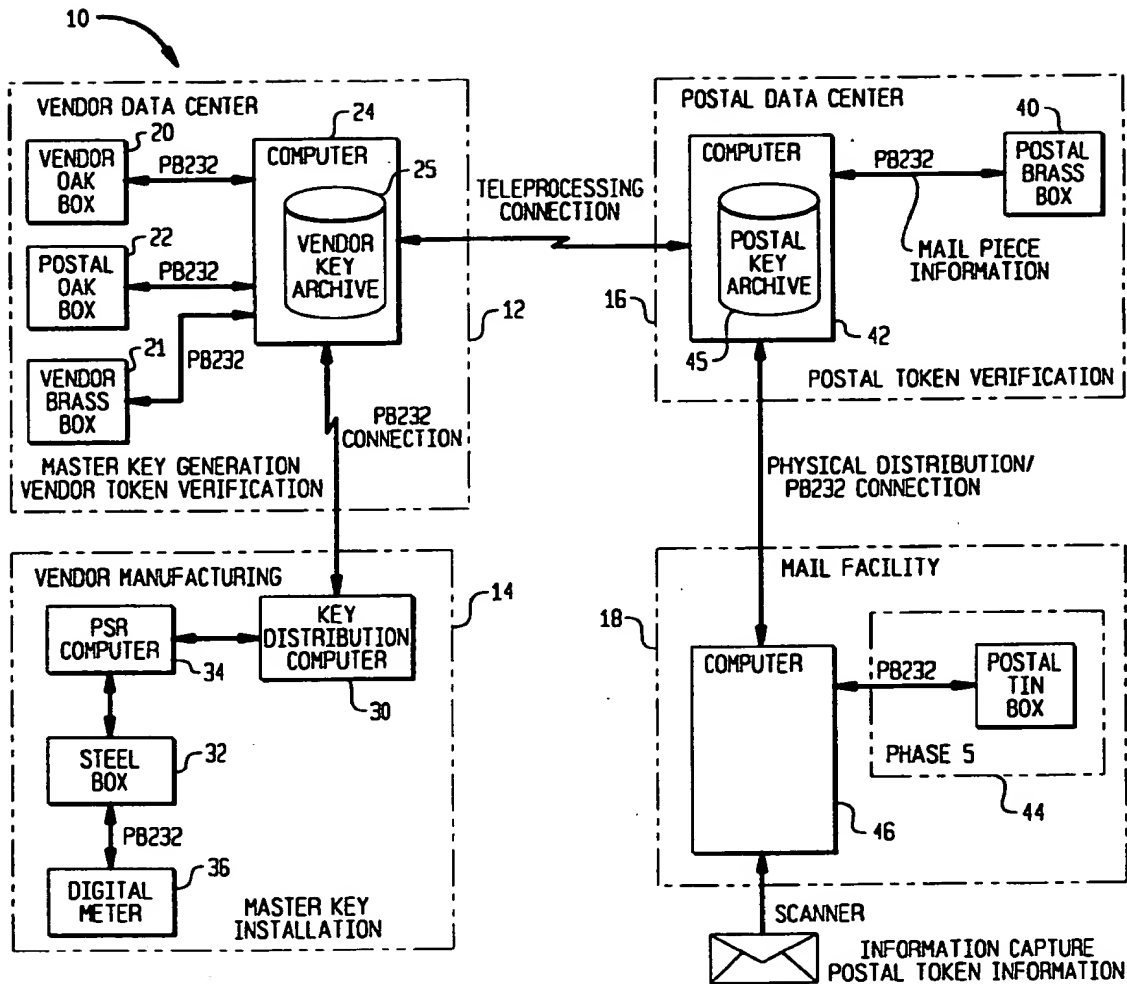 10
VENDOR DATA CENTER
20
VENDOR
OAK
BOX
PB232
24
COMPUTER
25
VENDOR
KEY
ARCHIVE
22
POSTAL
OAK
BOX
PB232
21
VENDOR
BRASS
BOX
PB232
12
MASTER KEY GENERATION
VENDOR TOKEN VERIFICATION
TELEPROCESSING
CONNECTION
POSTAL DATA CENTER
COMPUTER
POSTAL
KEY
ARCHIVE
PB232
40
POSTAL
BRASS
BOX
MAIL PIECE
INFORMATION
16
45
42
POSTAL TOKEN VERIFICATION
PB232
CONNECTION
PHYSICAL DISTRIBUTION/
PB232 CONNECTION
VENDOR MANUFACTURING
PSR
COMPUTER
34
KEY
DISTRIBUTION
COMPUTER
30
14
STEEL
BOX
32
PB232
DIGITAL
METER
36
MASTER KEY
INSTALLATION
MAIL FACILITY
18
COMPUTER
PB232
POSTAL
TIN
BOX
PHASE 5
44
46
SCANNER
INFORMATION CAPTURE
POSTAL TOKEN INFORMATION